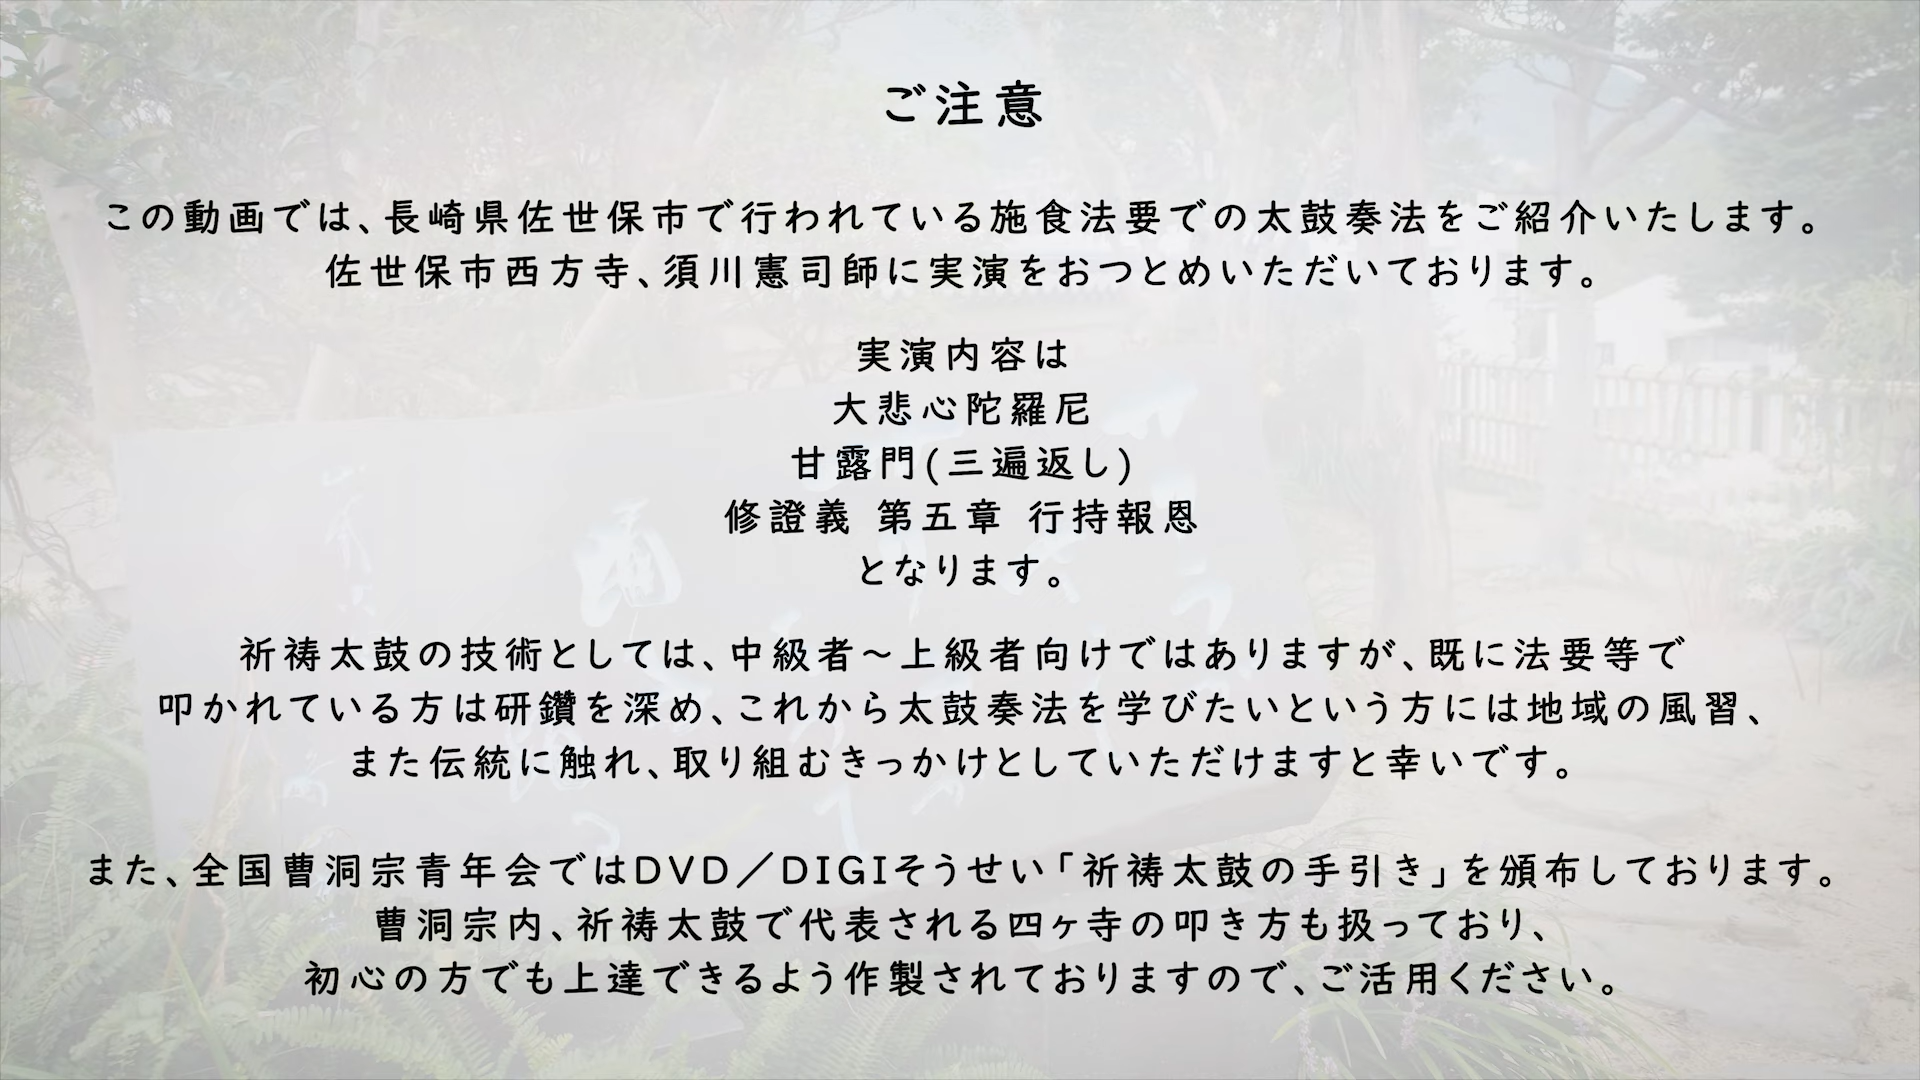 ご注意
この動画では、長崎県佐世保市で行われている施食法要での太鼓奏法をご紹介いたします。
佐世保市西方寺、須川憲司師に実演をおつとめいただいております。
実演内容は
大悲心陀羅尼
甘露門(三遍返し)
修證義 第五章 行持報恩
となります。
祈祷太鼓の技術としては、中級者～上級者向けではありますが、既に法要等で
叩かれている方は研鑽を深め、これから太鼓奏法を学びたいという方には地域の風習、
また伝統に触れ、取り組むきっかけとしていただけますと幸いです。
また、全国曹洞宗青年会ではDVD／DIGIそうせい「祈祷太鼓の手引き」を頒布しております。
曹洞宗内、祈祷太鼓で代表される四ヶ寺の叩き方も扱っており、
初心の方でも上達できるよう作製されておりますので、ご活用ください。